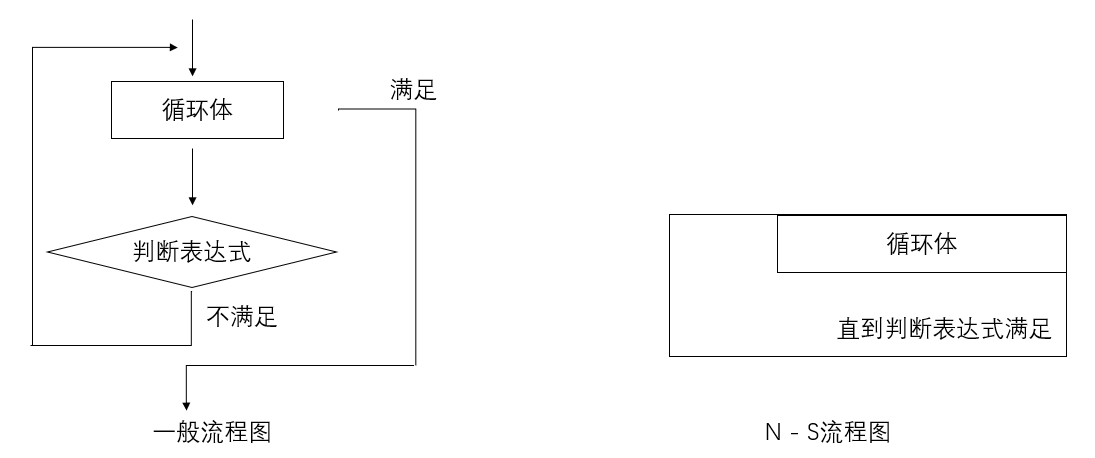 满足
循环体
判断表达式
不满足
一般流程图
循环体
直到判断表达式满足
N - S流程图